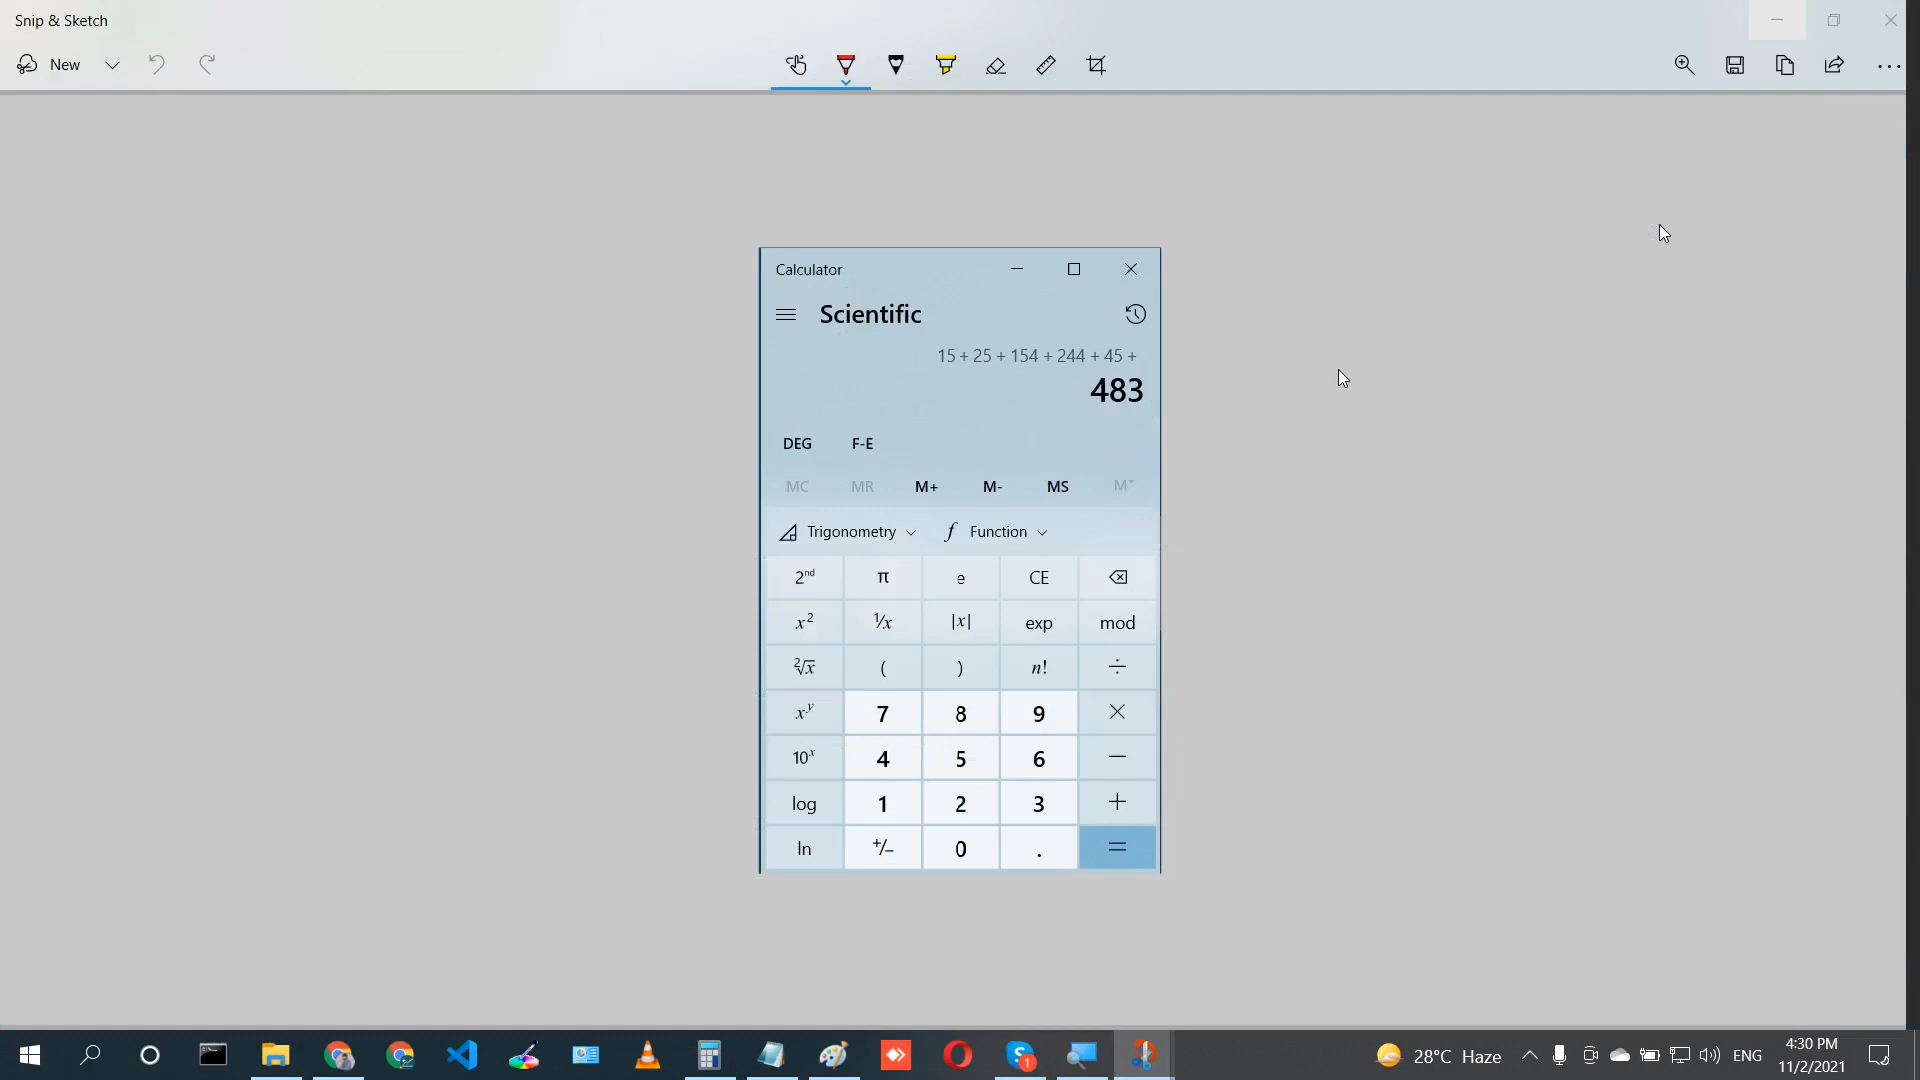 Snip & Sketch
New
Calculator
Scientific
15 + 25 + 154 + 244 + 45 +
483
DEG F-E
MC MR M+ M- MS M˅
Trigonometry f Function
2nd π e CE
x² ¹/x |x| exp mod
²√x ( ) n! ÷
xʸ 7 8 9 ×
10ˣ 4 5 6 −
log 1 2 3 +
ln +/− 0 . =
28°C Haze ENG 4:30 PM
11/2/2021
1